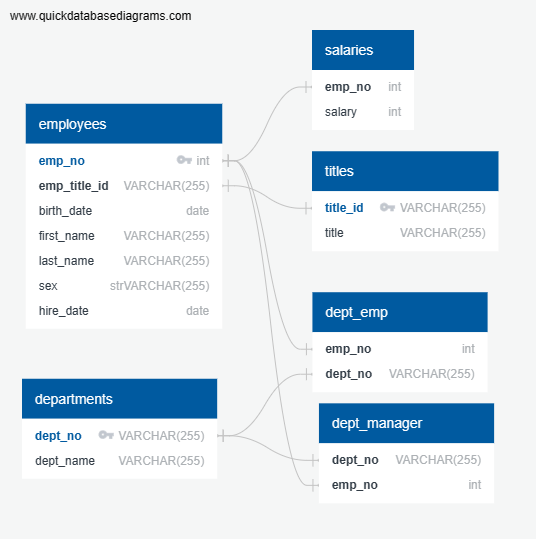 www.quickdatabasediagrams.com
salaries
emp_no int
salary int
employees
emp_no int
emp_title_id VARCHAR(255)
birth_date date
first_name VARCHAR(255)
last_name VARCHAR(255)
sex strVARCHAR(255)
hire_date date
titles
title_id VARCHAR(255)
title VARCHAR(255)
dept_emp
emp_no int
dept_no VARCHAR(255)
departments
dept_no VARCHAR(255)
dept_name VARCHAR(255)
dept_manager
dept_no VARCHAR(255)
emp_no int